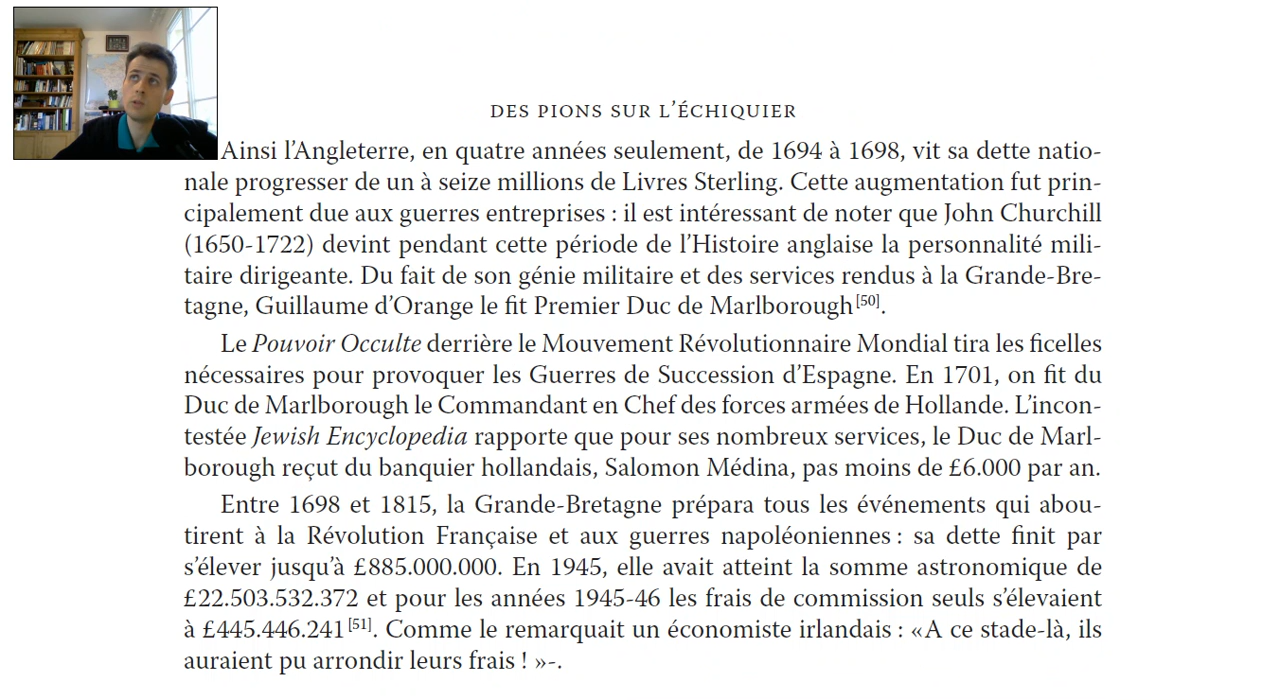 DES PIONS SUR L'ÉCHIQUIER
Ainsi l'Angleterre, en quatre années seulement, de 1694 à 1698, vit sa dette natio-
nale progresser de un à seize millions de Livres Sterling. Cette augmentation fut prin-
cipalement due aux guerres entreprises : il est intéressant de noter que John Churchill
(1650-1722) devint pendant cette période de l'Histoire anglaise la personnalité mili-
taire dirigeante. Du fait de son génie militaire et des services rendus à la Grande-Bre-
tagne, Guillaume d'Orange le fit Premier Duc de Marlborough[50].
Le Pouvoir Occulte derrière le Mouvement Révolutionnaire Mondial tira les ficelles
nécessaires pour provoquer les Guerres de Succession d'Espagne. En 1701, on fit du
Duc de Marlborough le Commandant en Chef des forces armées de Hollande. L'incon-
testée Jewish Encyclopedia rapporte que pour ses nombreux services, le Duc de Marl-
borough reçut du banquier hollandais, Salomon Médina, pas moins de £6.000 par an.
Entre 1698 et 1815, la Grande-Bretagne prépara tous les événements qui abou-
tirent à la Révolution Française et aux guerres napoléoniennes : sa dette finit par
s'élever jusqu'à £885.000.000. En 1945, elle avait atteint la somme astronomique de
£22.503.532.372 et pour les années 1945-46 les frais de commission seuls s'élevaient
à £445.446.241[51]. Comme le remarquait un économiste irlandais : «A ce stade-là, ils
auraient pu arrondir leurs frais ! »-.